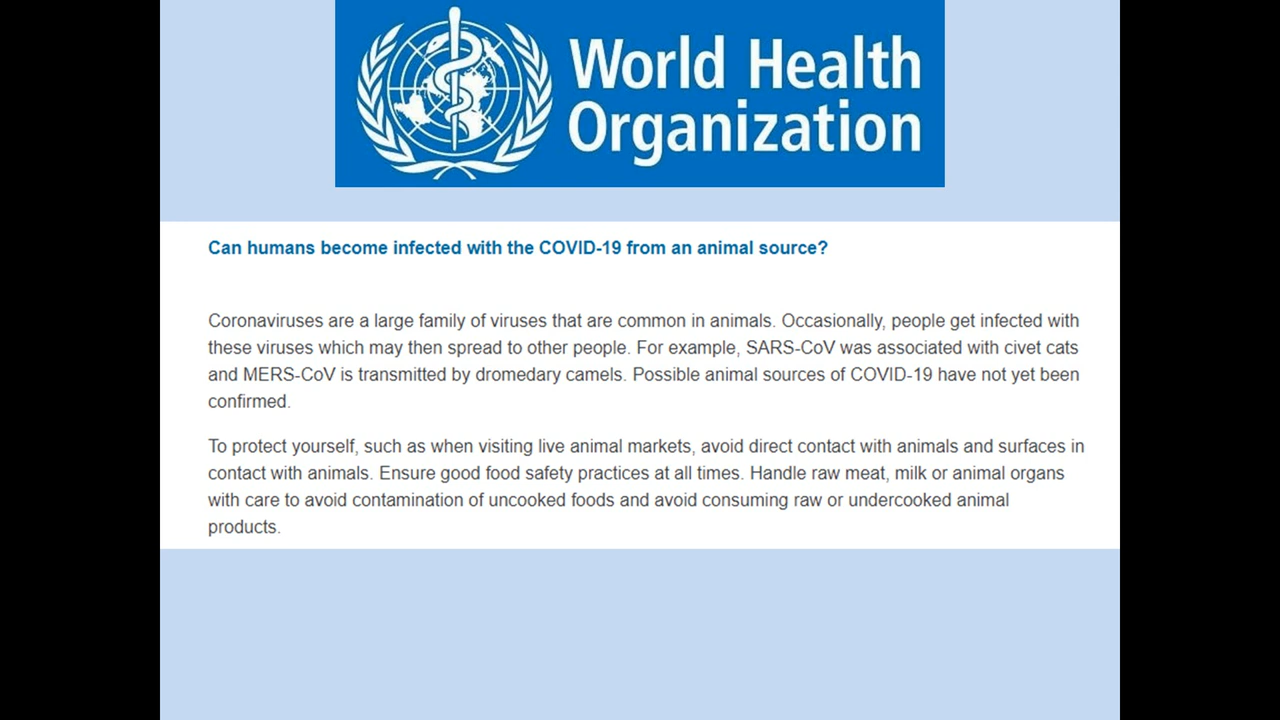 World Health
Organization
Can humans become infected with the COVID-19 from an animal source?
Coronaviruses are a large family of viruses that are common in animals. Occasionally, people get infected with
these viruses which may then spread to other people. For example, SARS-CoV was associated with civet cats
and MERS-CoV is transmitted by dromedary camels. Possible animal sources of COVID-19 have not yet been
confirmed.
To protect yourself, such as when visiting live animal markets, avoid direct contact with animals and surfaces in
contact with animals. Ensure good food safety practices at all times. Handle raw meat, milk or animal organs
with care to avoid contamination of uncooked foods and avoid consuming raw or undercooked animal
products.